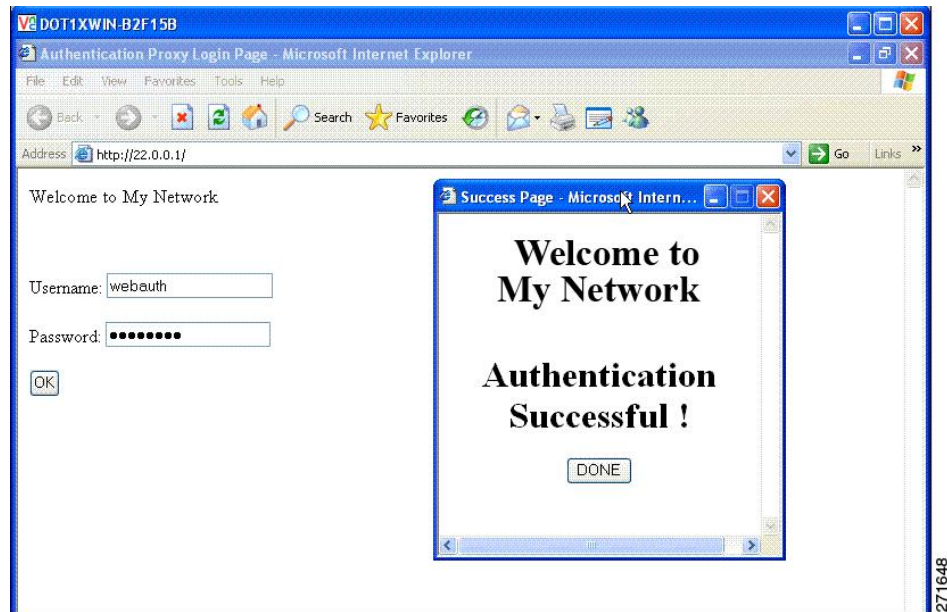 DOT1XWIN-B2F15B
Authentication Proxy Login Page - Microsoft Internet Explorer
File Edit View Favorites Tools Help
Back Search Favorites
Address http://22.0.0.1/ Go Links »
Welcome to My Network
Username: webauth
Password: ●●●●●●●●
OK
Success Page - Microsoft Intern...
Welcome to
My Network
Authentication
Successful !
DONE
271648